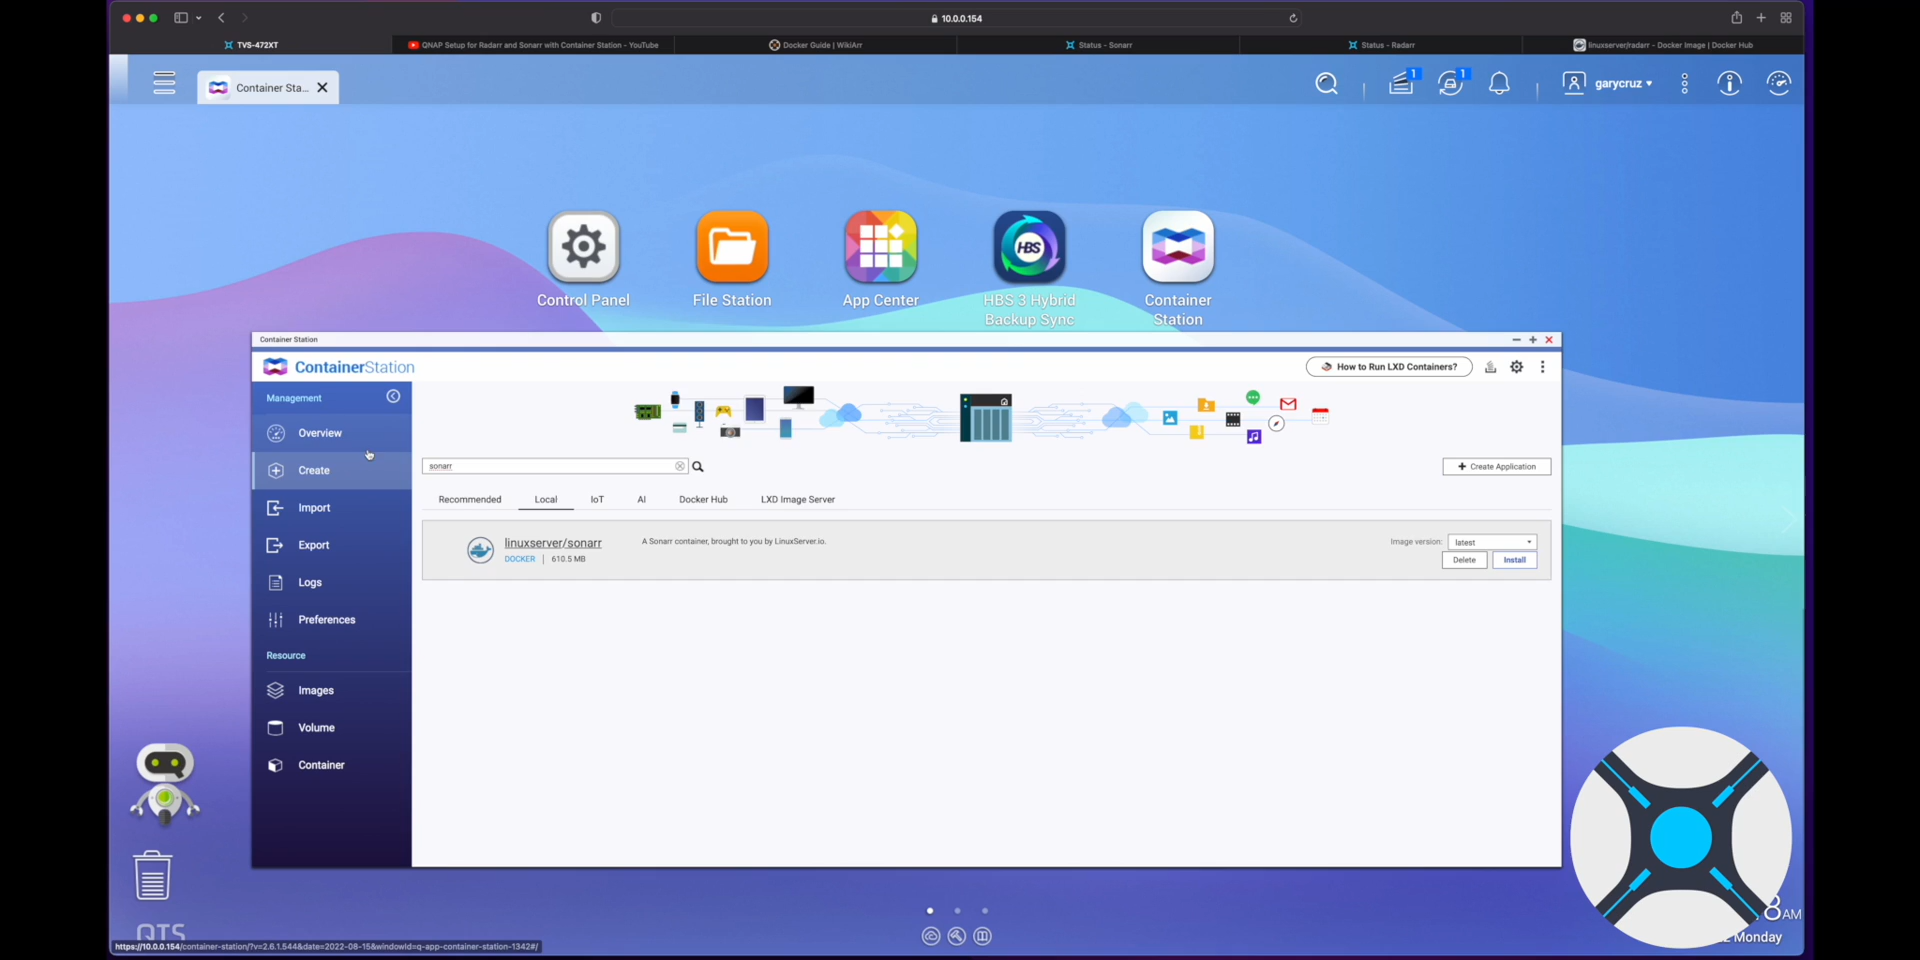 10.0.0.154
TVS-472XT
QNAP Setup for Radarr and Sonarr with Container Station - YouTube
Docker Guide | WikiArr
Status - Sonarr
Status - Radarr
linuxserver/radarr - Docker Image | Docker Hub
Container Sta...
1
1
garycruz
Control Panel
File Station
App Center
HBS
HBS 3 Hybrid
Backup Sync
Container
Station
Container Station
ContainerStation
How to Run LXD Containers?
Management
Overview
Create
Import
Export
Logs
Preferences
Resource
Images
Volume
Container
sonarr
+ Create Application
Recommended
Local
IoT
AI
Docker Hub
LXD Image Server
linuxserver/sonarr
DOCKER | 610.5 MB
A Sonarr container, brought to you by LinuxServer.io.
Image version:
latest
Delete
Install
QTS
8 AM
Monday
https://10.0.0.154/container-station/?v=2.6.1.544&date=2022-08-15&windowId=q-app-container-station-1342#/